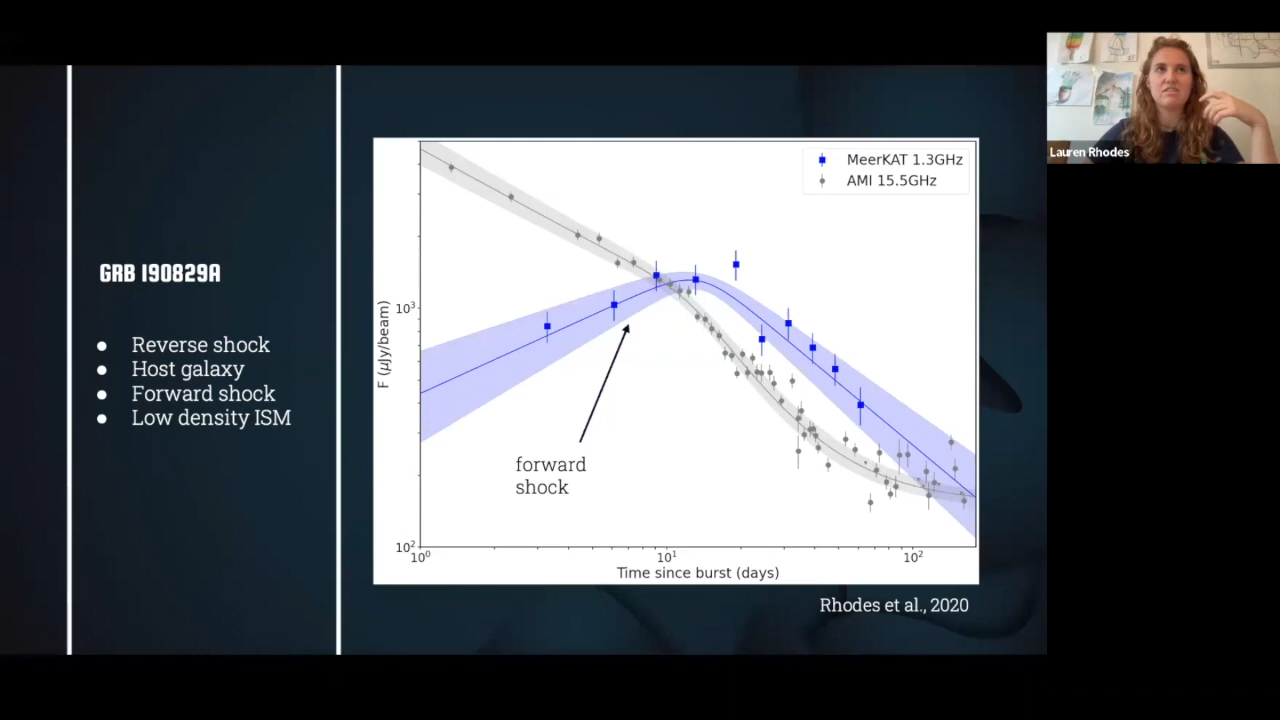 GRB 190829A
● Reverse shock
● Host galaxy
● Forward shock
● Low density ISM
MeerKAT 1.3GHz
AMI 15.5GHz
F (μJy/beam)
10³
10²
forward
shock
10⁰
10¹
10²
Time since burst (days)
Rhodes et al., 2020
Lauren Rhodes